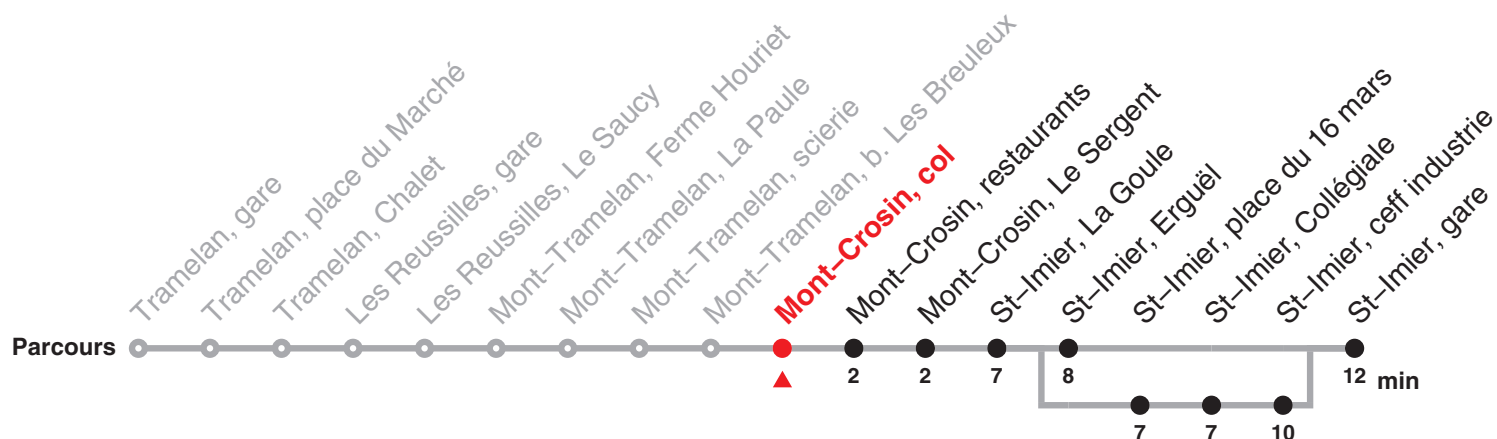 Tramelan, gare
Tramelan, place du Marché
Tramelan, Chalet
Les Reussilles, gare
Les Reussilles, Le Saucy
Mont–Tramelan, Ferme Houriet
Mont–Tramelan, La Paule
Mont–Tramelan, scierie
Mont–Tramelan, b. Les Breuleux
Mont–Crosin, col
Mont–Crosin, restaurants
Mont–Crosin, Le Sergent
St–Imier, La Goule
St–Imier, Erguël
St–Imier, place du 16 mars
St–Imier, Collégiale
St–Imier, ceff industrie
St–Imier, gare
Parcours
2 2 7 8 12 min
7 7 10